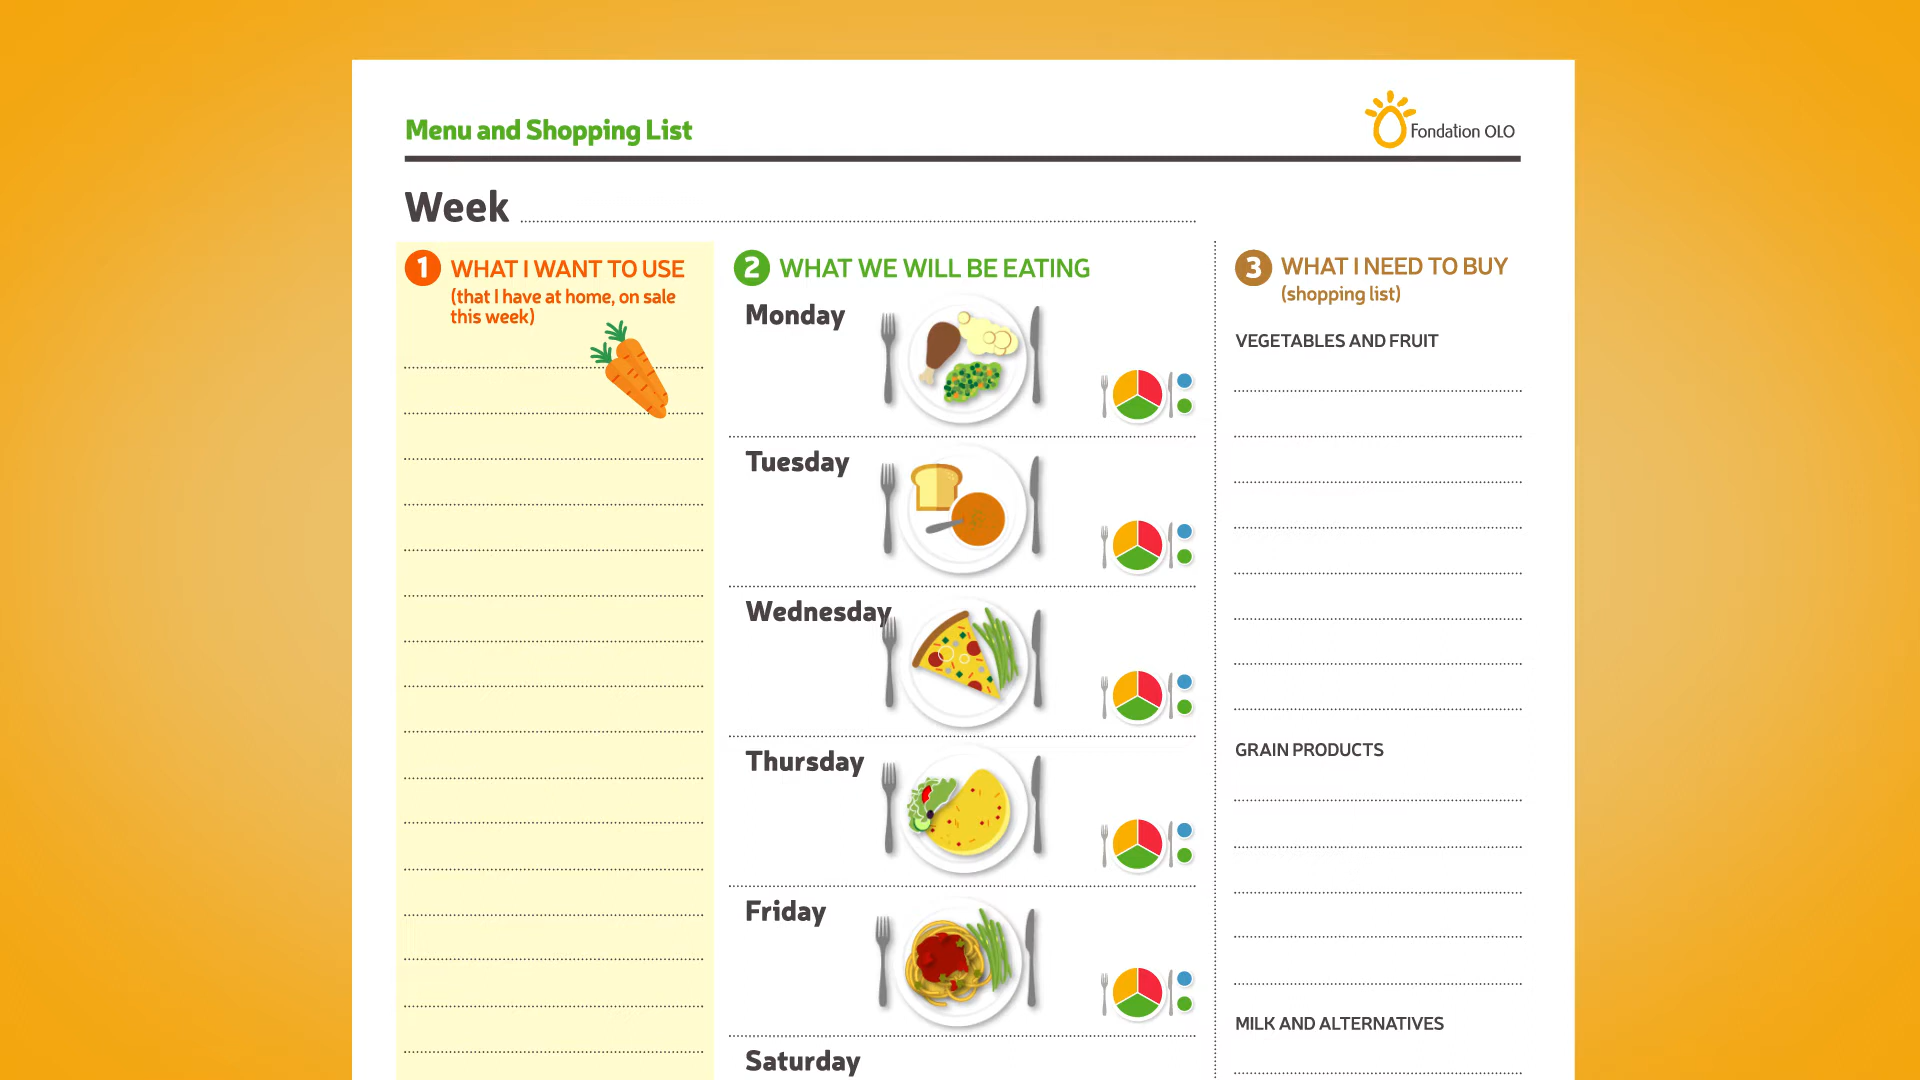 Menu and Shopping List
Fondation OLO
Week
1 WHAT I WANT TO USE
(that I have at home, on sale
this week)
2 WHAT WE WILL BE EATING
Monday
Tuesday
Wednesday
Thursday
Friday
Saturday
3 WHAT I NEED TO BUY
(shopping list)
VEGETABLES AND FRUIT
GRAIN PRODUCTS
MILK AND ALTERNATIVES